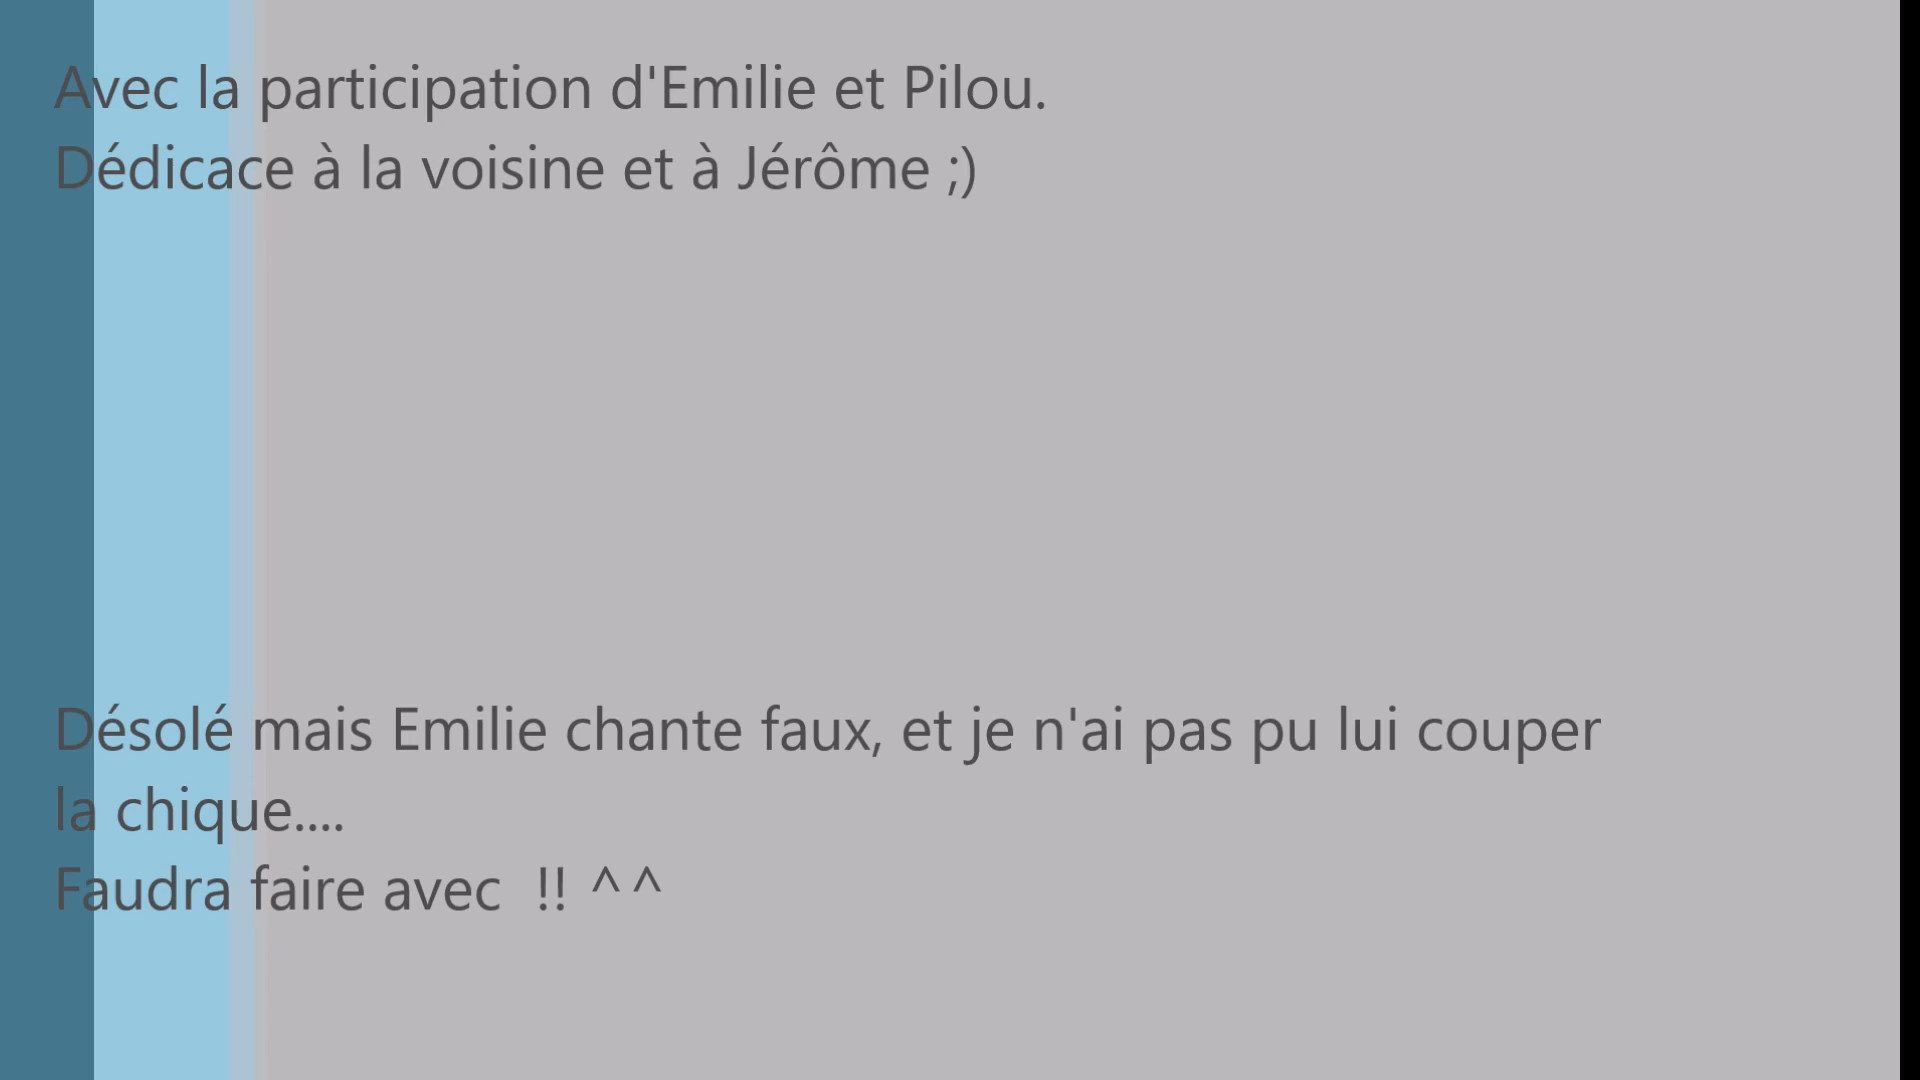 Avec la participation d'Emilie et Pilou.
Dédicace à la voisine et à Jérôme ;)
Désolé mais Emilie chante faux, et je n'ai pas pu lui couper
la chique....
Faudra faire avec  !! ^^